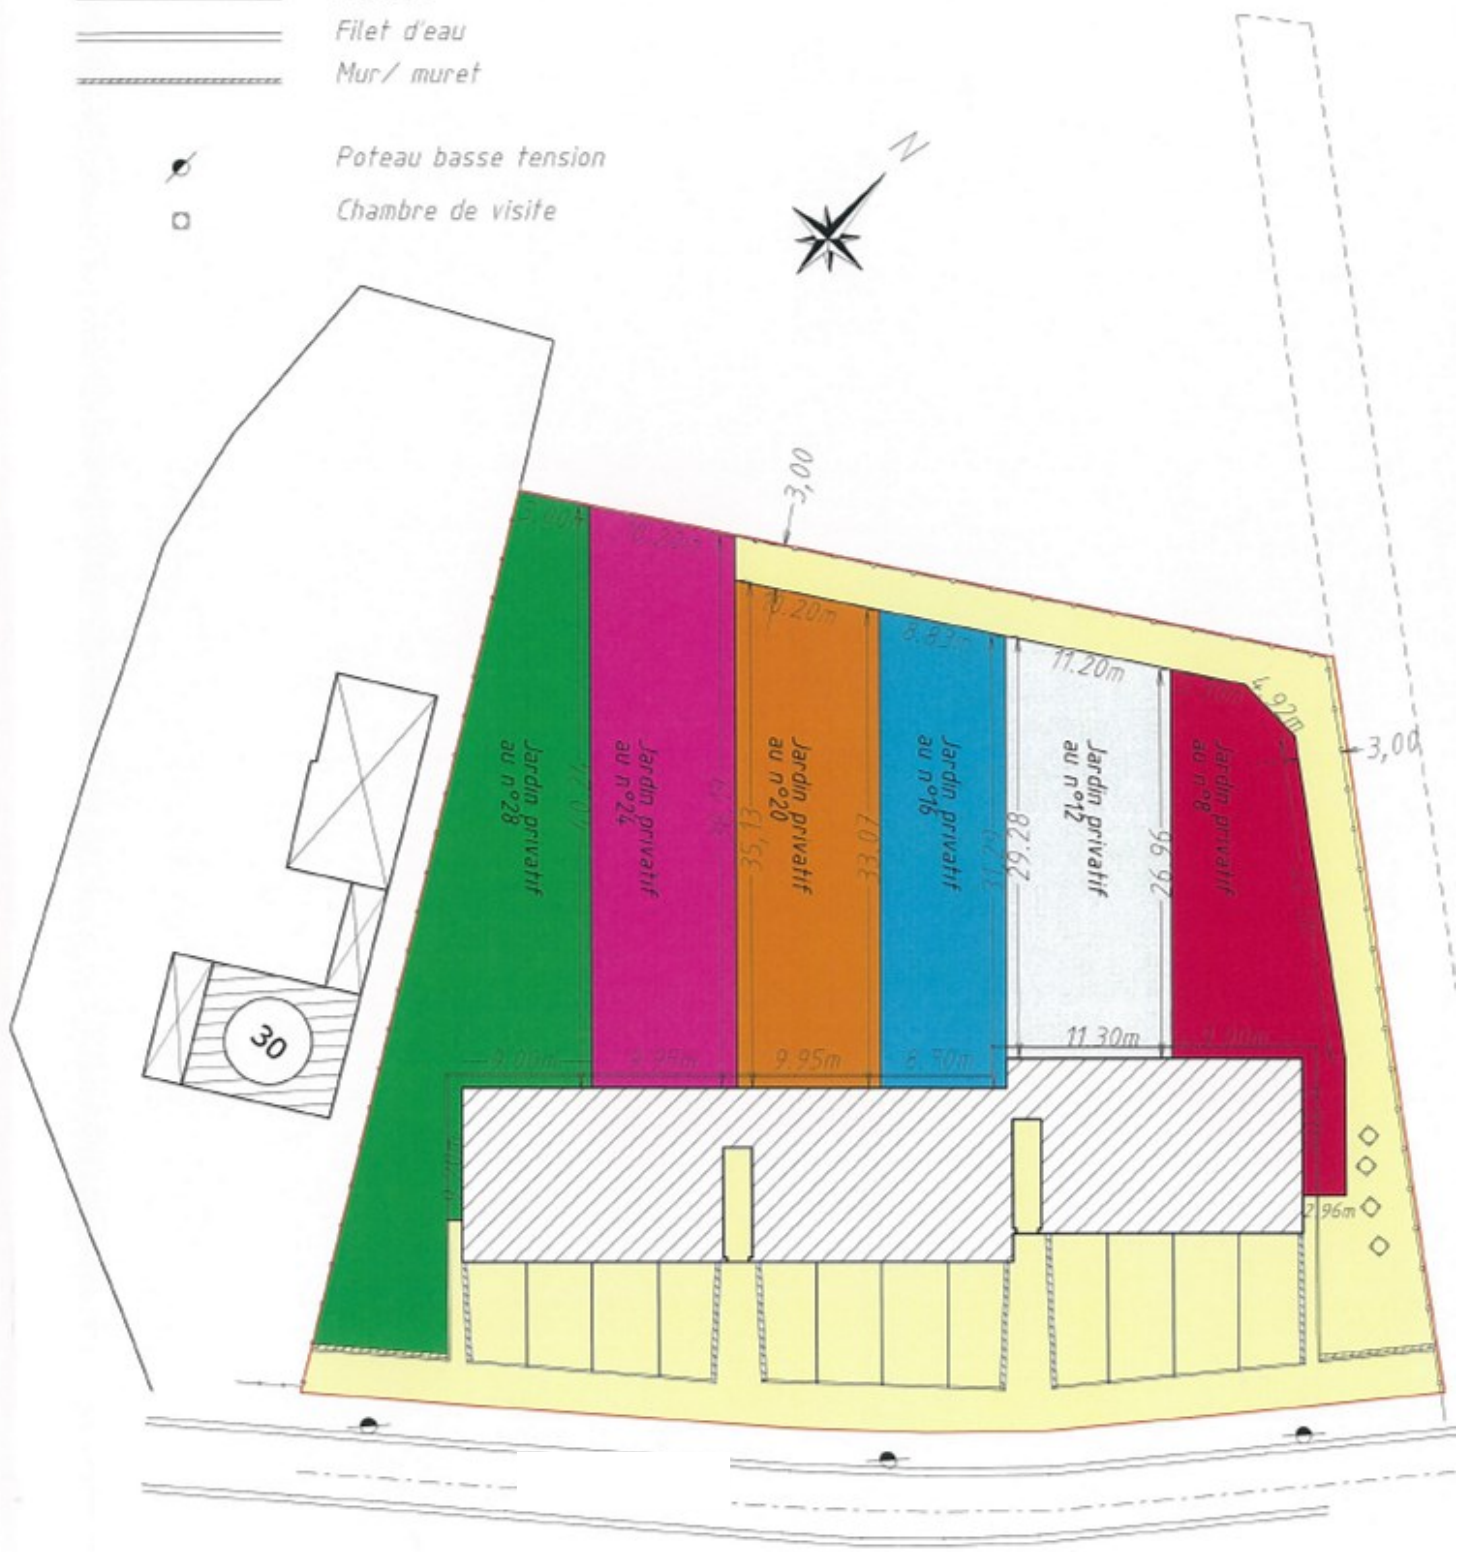 Filet d'eau
Mur/ muret
Poteau basse tension
Chambre de visite
N
3,00
10.20m
8.83m
11.20m
4.92m
3,00
Jardin privatif
au n°28
Jardin privatif
au n°24
Jardin privatif
au n°20
Jardin privatif
au n°16
Jardin privatif
au n°12
Jardin privatif
au n°8
35,13
33.07
31.29
29.28
26.96
9.95m
11.30m
30
2.96m